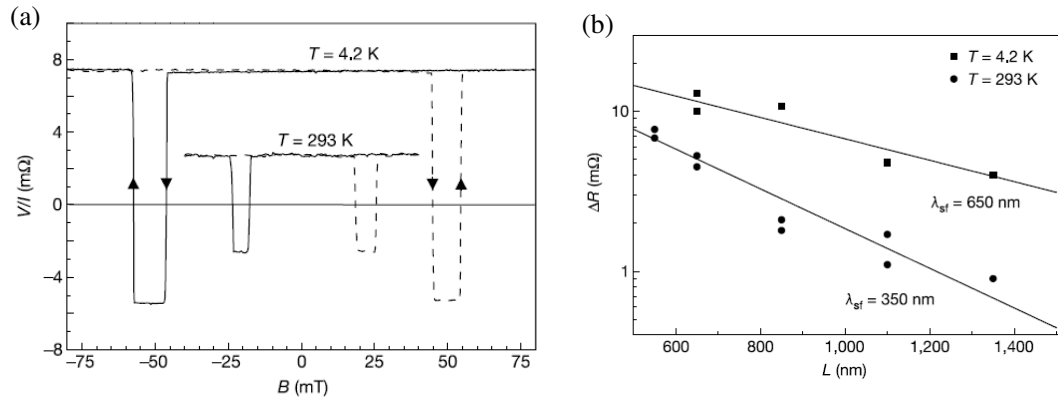 (a)
8
4
0
–4
–8
V/I (mΩ)
T = 4.2 K
T = 293 K
–75
–50
–25
0
25
50
75
B (mT)
(b)
10
1
ΔR (mΩ)
T = 4.2 K
T = 293 K
λsf = 650 nm
λsf = 350 nm
600
800
1,000
1,200
1,400
L (nm)